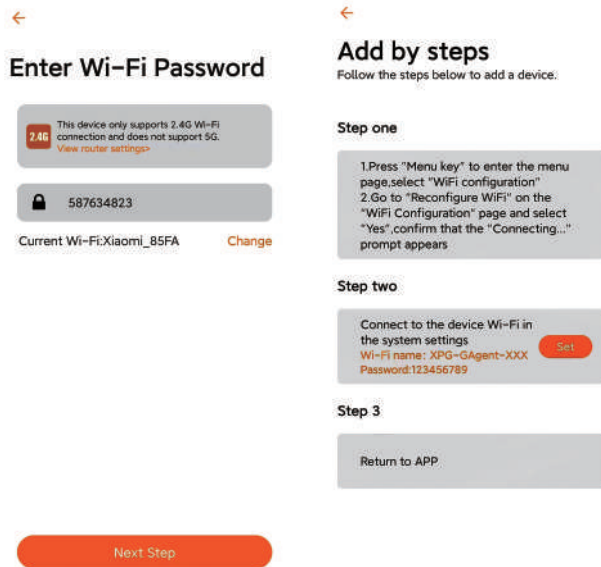 Enter Wi-Fi Password
2.4G
This device only supports 2.4G Wi-Fi
connection and does not support 5G.
View router settings>
587634823
Current Wi-Fi:Xiaomi_85FA
Change
Next Step
Add by steps
Follow the steps below to add a device.
Step one
1.Press "Menu key" to enter the menu
page,select "WiFi configuration"
2.Go to "Reconfigure WiFi" on the
"WiFi Configuration" page and select
"Yes",confirm that the "Connecting..."
prompt appears
Step two
Connect to the device Wi-Fi in
the system settings
Wi-Fi name: XPG-GAgent-XXX
Password:123456789
Set
Step 3
Return to APP